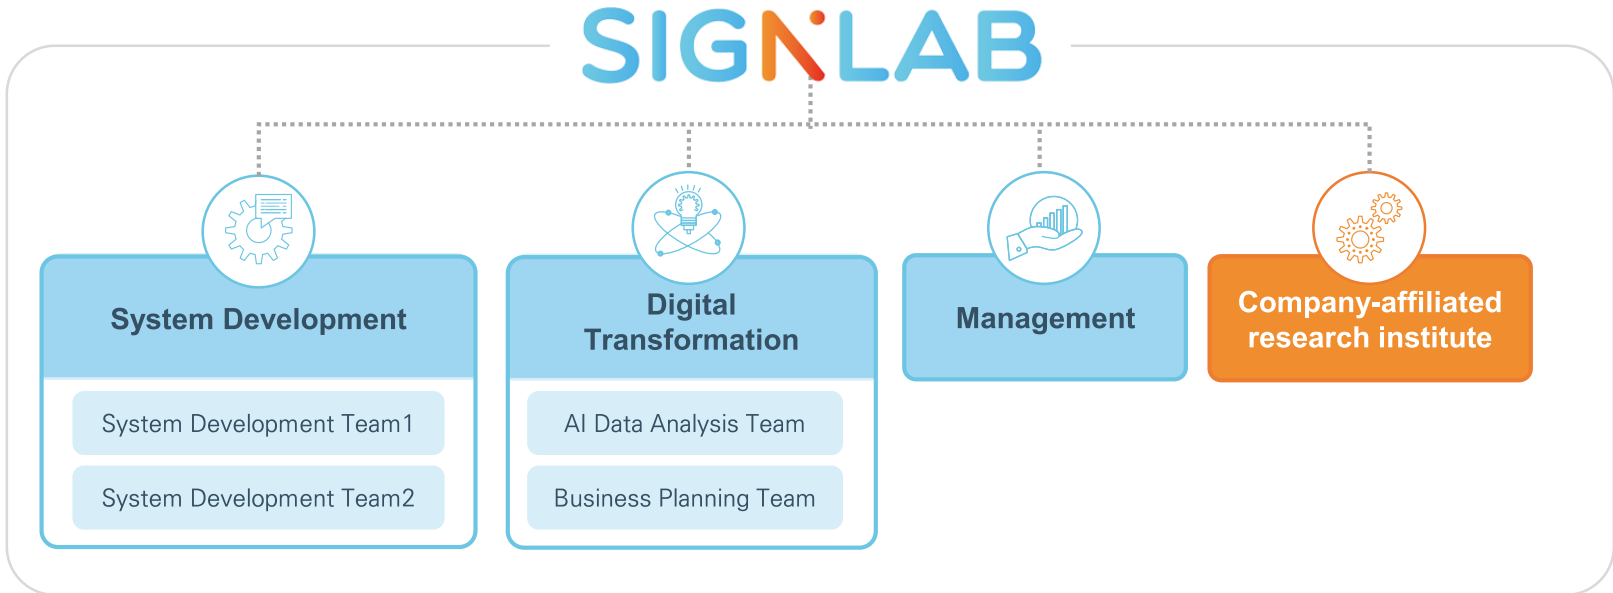 SIGNLAB
System Development
Digital
Transformation
Management
Company-affiliated
research institute
System Development Team1
System Development Team2
AI Data Analysis Team
Business Planning Team